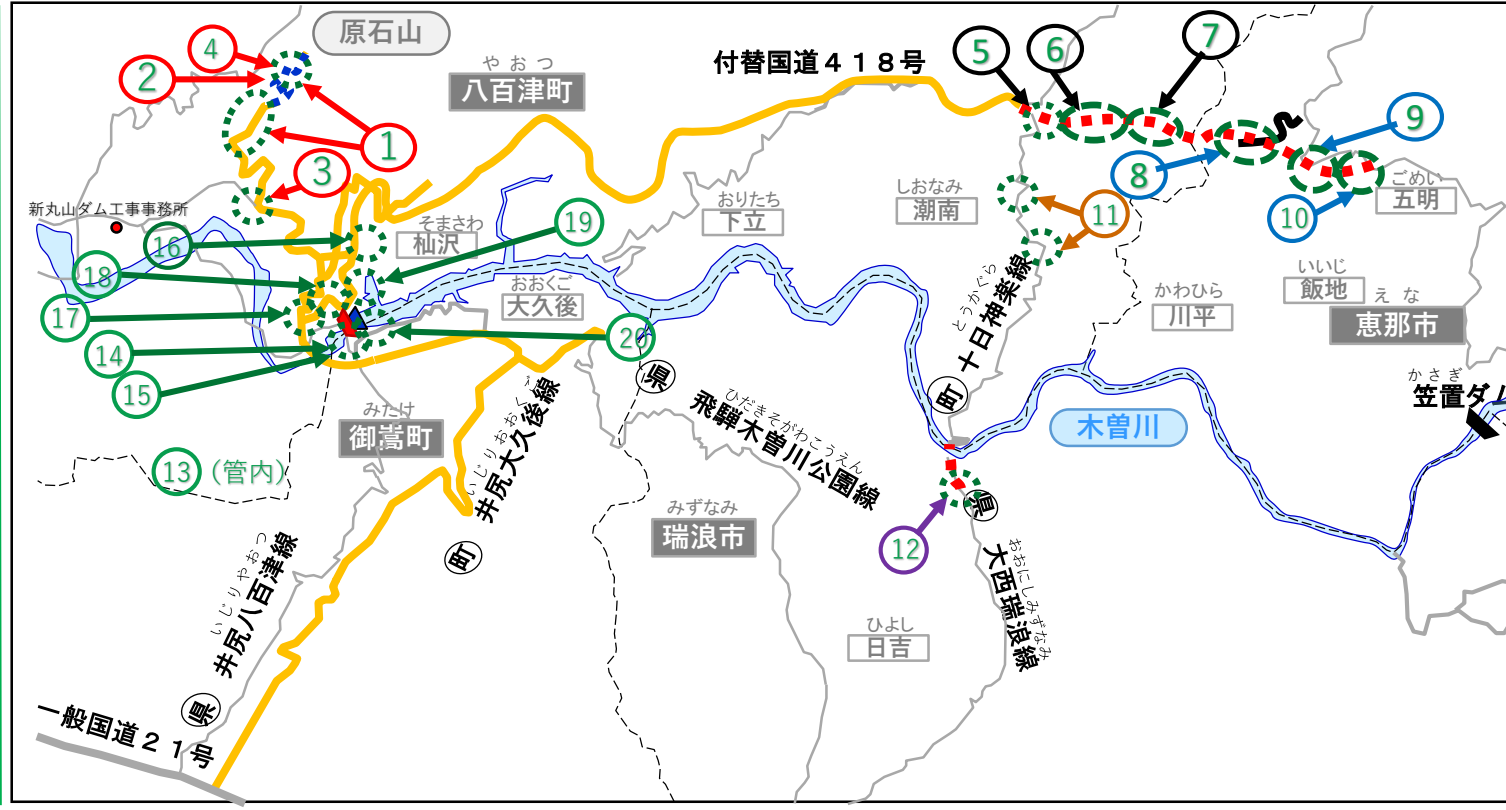 原石山
④
②
①
③
やおつ
八百津町
付替国道418号
⑤
⑥
⑦
⑧
⑨
⑩
ごめい
五明
しおなみ
潮南
⑪
おりたち
下立
新丸山ダム工事事務所
そまさわ
杣沢
⑯
⑲
⑱
⑰
⑭
⑮
⑳
おおくご
大久後
いいじ
飯地
えな
恵那市
かわひら
川平
かさぎ
笠置ダム
とうかぐら
町 十日神楽線
木曽川
みたけ
御嵩町
⑬(管内)
いじりおおくご
町 井尻大久後線
ひだきそがわこうえん
県 飛騨木曽川公園線
みずなみ
瑞浪市
⑫
おおにしみずなみ
県 大西瑞浪線
ひよし
日吉
いじりやおつ
県 井尻八百津線
一般国道21号